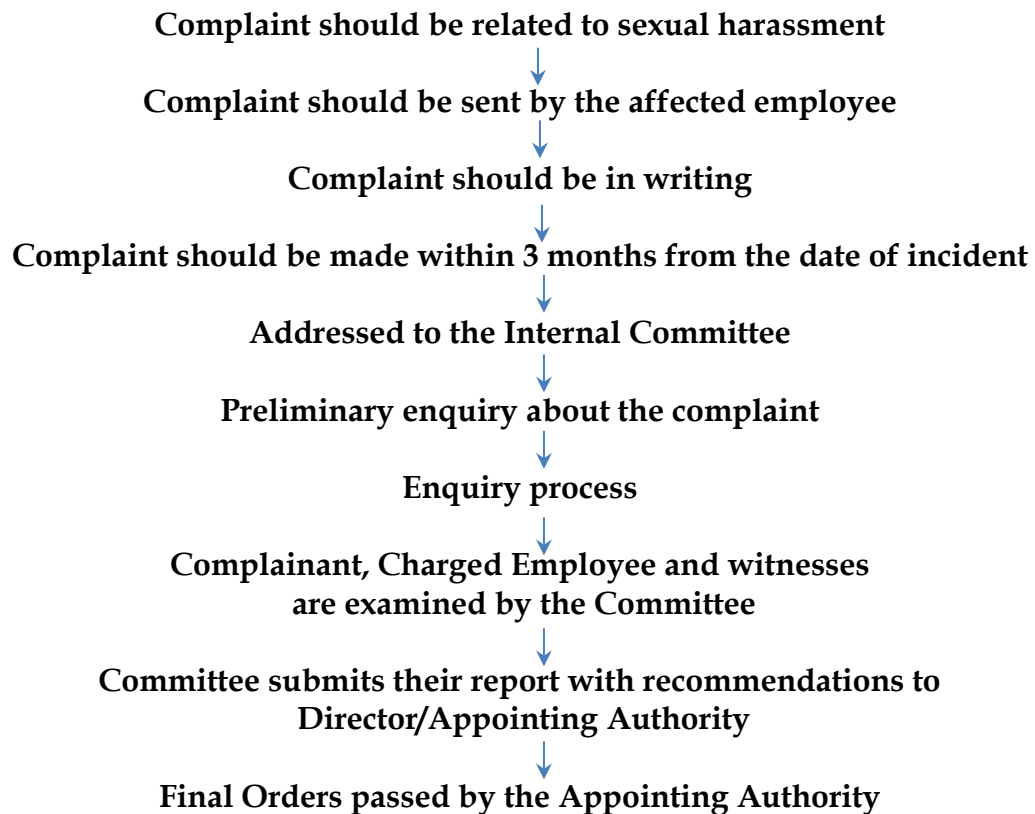 Complaint should be related to sexual harassment
Complaint should be sent by the affected employee
Complaint should be in writing
Complaint should be made within 3 months from the date of incident
Addressed to the Internal Committee
Preliminary enquiry about the complaint
Enquiry process
Complainant, Charged Employee and witnesses
are examined by the Committee
Committee submits their report with recommendations to
Director/Appointing Authority
Final Orders passed by the Appointing Authority